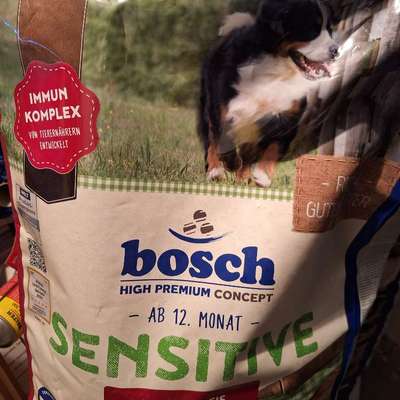 IMMUN
KOMPLEX
VON TIERERNÄHRERN
ENTWICKELT
bosch
HIGH PREMIUM CONCEPT
- AB 12. MONAT -
SENSITIVE